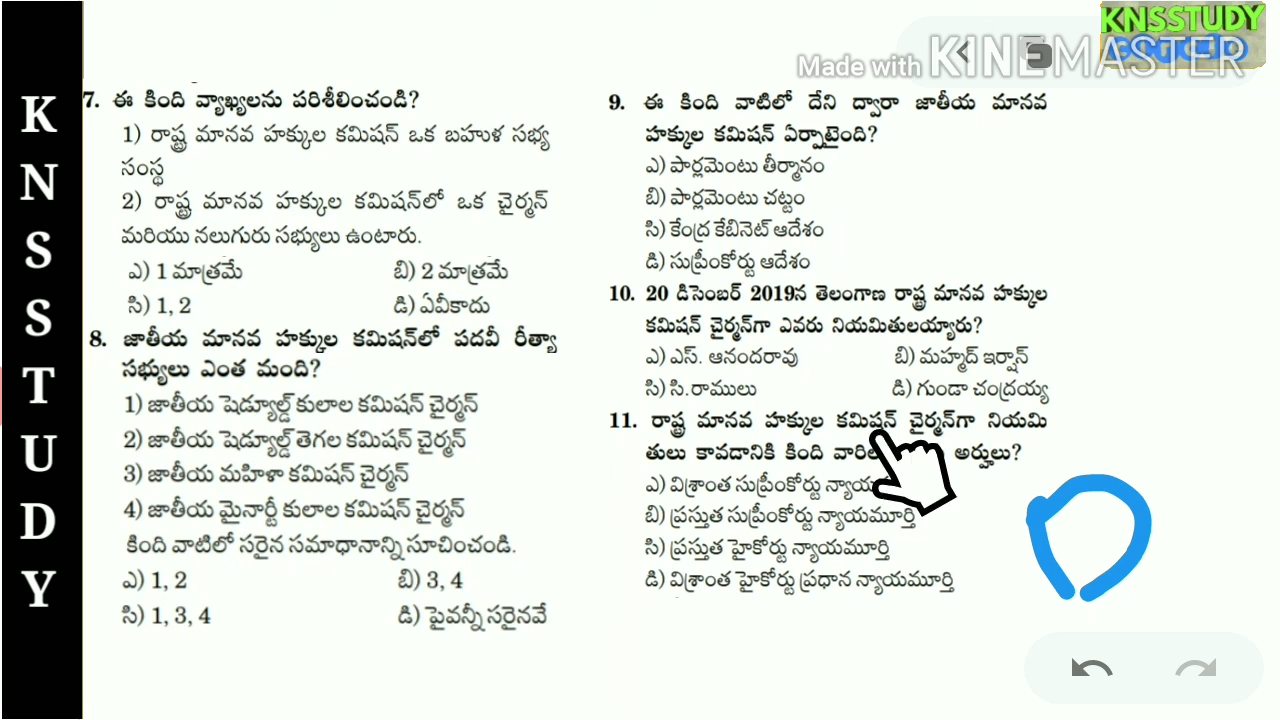 KNSSTUDY
Made with KINEMASTER
KNSSTUDY
7. ఈ కింది వ్యాఖ్యలను పరిశీలించండి?
1) రాష్ట్ర మానవ హక్కుల కమిషన్ ఒక బహుళ సభ్య
సంస్థ
2) రాష్ట్ర మానవ హక్కుల కమిషన్‌లో ఒక చైర్మన్
మరియు నలుగురు సభ్యులు ఉంటారు.
ఎ) 1 మాత్రమే బి) 2 మాత్రమే
సి) 1, 2 డి) ఏవీకాదు
8. జాతీయ మానవ హక్కుల కమిషన్‌లో పదవీ రీత్యా
సభ్యులు ఎంత మంది?
1) జాతీయ షెడ్యూల్డ్ కులాల కమిషన్ చైర్మన్
2) జాతీయ షెడ్యూల్డ్ తెగల కమిషన్ చైర్మన్
3) జాతీయ మహిళా కమిషన్ చైర్మన్
4) జాతీయ మైనార్టీ కులాల కమిషన్ చైర్మన్
కింది వాటిలో సరైన సమాధానాన్ని సూచించండి.
ఎ) 1, 2 బి) 3, 4
సి) 1, 3, 4 డి) పైవన్నీ సరైనవే
9. ఈ కింది వాటిలో దేని ద్వారా జాతీయ మానవ
హక్కుల కమిషన్ ఏర్పాటైంది?
ఎ) పార్లమెంటు తీర్మానం
బి) పార్లమెంటు చట్టం
సి) కేంద్ర కేబినెట్ ఆదేశం
డి) సుప్రీంకోర్టు ఆదేశం
10. 20 డిసెంబర్ 2019న తెలంగాణ రాష్ట్ర మానవ హక్కుల
కమిషన్ చైర్మన్‌గా ఎవరు నియమితులయ్యారు?
ఎ) ఎస్. ఆనందరావు బి) మహ్మద్ ఇర్షాన్
సి) సి.రాములు డి) గుండా చంద్రయ్య
11. రాష్ట్ర మానవ హక్కుల కమిషన్ చైర్మన్‌గా నియమి
తులు కావడానికి కింది అర్హులు?
ఎ) విశ్రాంత సుప్రీంకోర్టు
బి) ప్రస్తుత సుప్రీంకోర్టు న్యాయమూర్తి
సి) ప్రస్తుత హైకోర్టు న్యాయమూర్తి
డి) విశ్రాంత హైకోర్టు ప్రధాన న్యాయమూర్తి